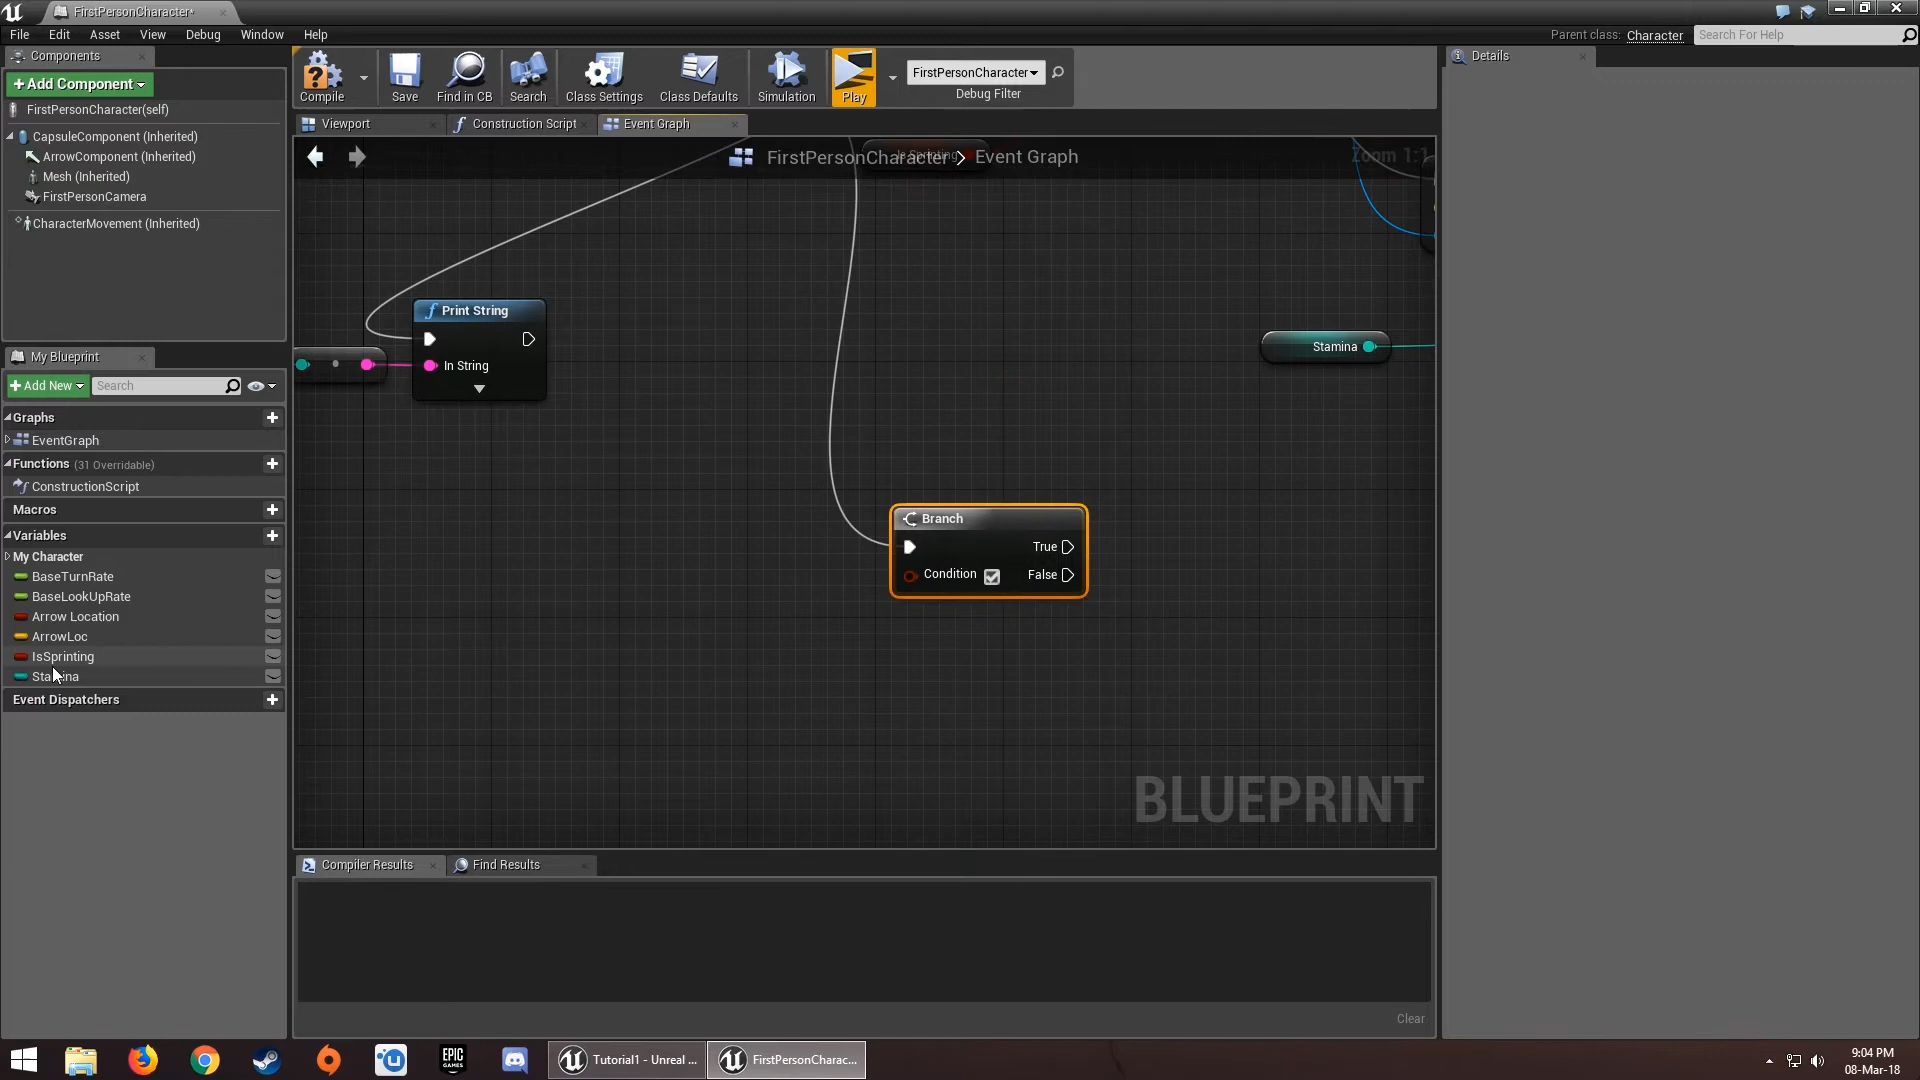 FirstPersonCharacter*
File Edit Asset View Debug Window Help
Parent class: Character Search For Help
Components
+ Add Component
FirstPersonCharacter(self)
CapsuleComponent (Inherited)
ArrowComponent (Inherited)
Mesh (Inherited)
FirstPersonCamera
CharacterMovement (Inherited)
My Blueprint
+ Add New Search
Graphs
EventGraph
Functions (31 Overridable)
ConstructionScript
Macros
Variables
My Character
BaseTurnRate
BaseLookUpRate
Arrow Location
ArrowLoc
IsSprinting
Stamina
Event Dispatchers
Compile Save Find in CB Search Class Settings Class Defaults Simulation Play
FirstPersonCharacter
Debug Filter
Viewport Construction Script Event Graph
FirstPersonCharacter > Event Graph
Is Sprinting
Zoom 1:1
Print String
In String
Stamina
Branch
True
Condition
False
BLUEPRINT
Compiler Results Find Results
Clear
Details
EPIC GAMES
Tutorial1 - Unreal ...
FirstPersonCharac...
9:04 PM
08-Mar-18